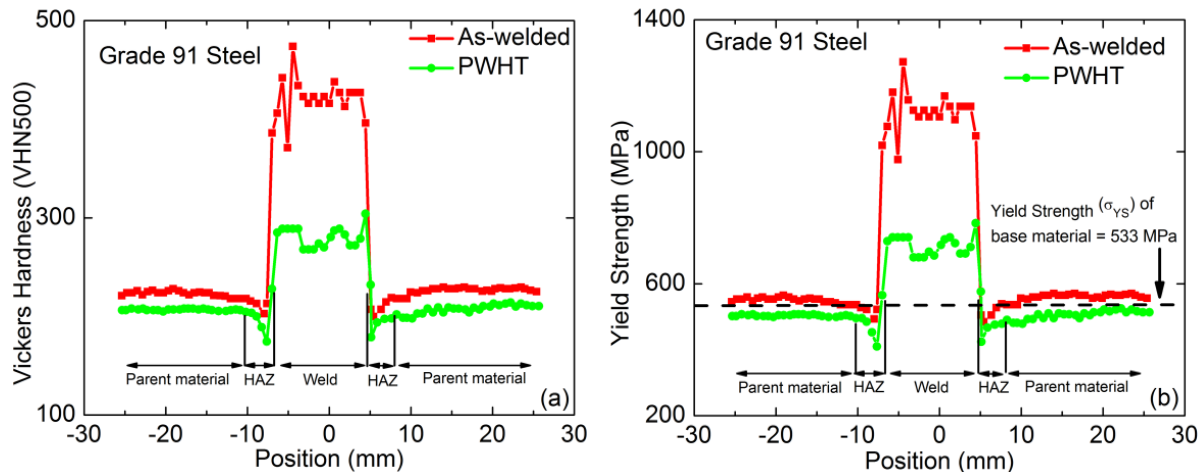 Grade 91 Steel
As-welded
PWHT
500
300
100
Vickers Hardness (VHN500)
Parent material
HAZ
Weld
HAZ
Parent material
(a)
-30 -20 -10 0 10 20 30
Position (mm)
Grade 91 Steel
As-welded
PWHT
1400
1000
600
200
Yield Strength (MPa)
Yield Strength (σYS) of
base material = 533 MPa
Parent material
HAZ
Weld
HAZ
Parent material
(b)
-30 -20 -10 0 10 20 30
Position (mm)